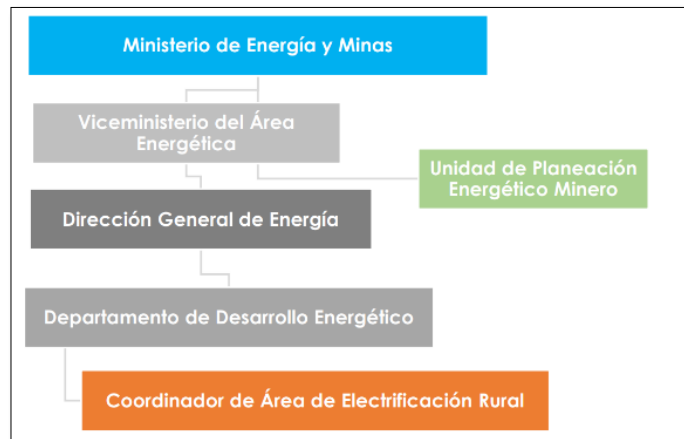 Ministerio de Energía y Minas
Viceministerio del Área
Energética
Unidad de Planeación
Energético Minero
Dirección General de Energía
Departamento de Desarrollo Energético
Coordinador de Área de Electrificación Rural